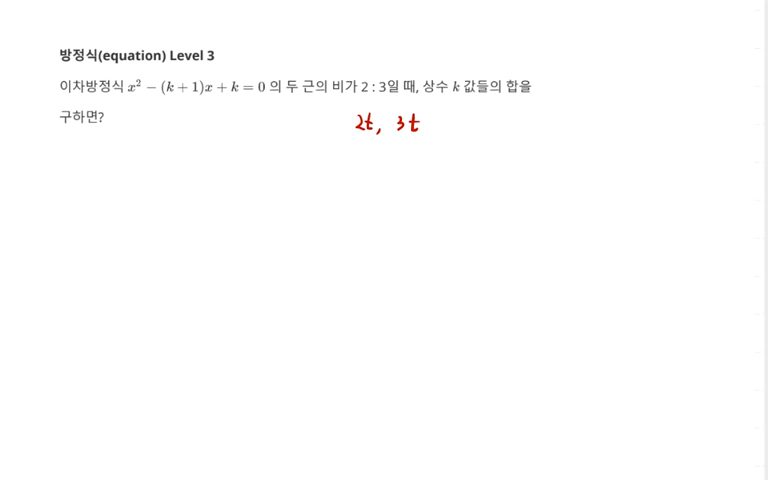 방정식(equation) Level 3
이차방정식 x² − (k + 1)x + k = 0 의 두 근의 비가 2 : 3일 때, 상수 k 값들의 합을
구하면?
2t, 3t